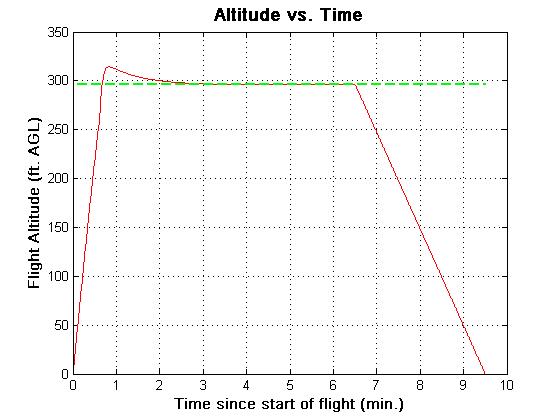 Altitude vs. Time
350
300
250
200
150
100
50
0
Flight Altitude (ft. AGL)
0 1 2 3 4 5 6 7 8 9 10
Time since start of flight (min.)